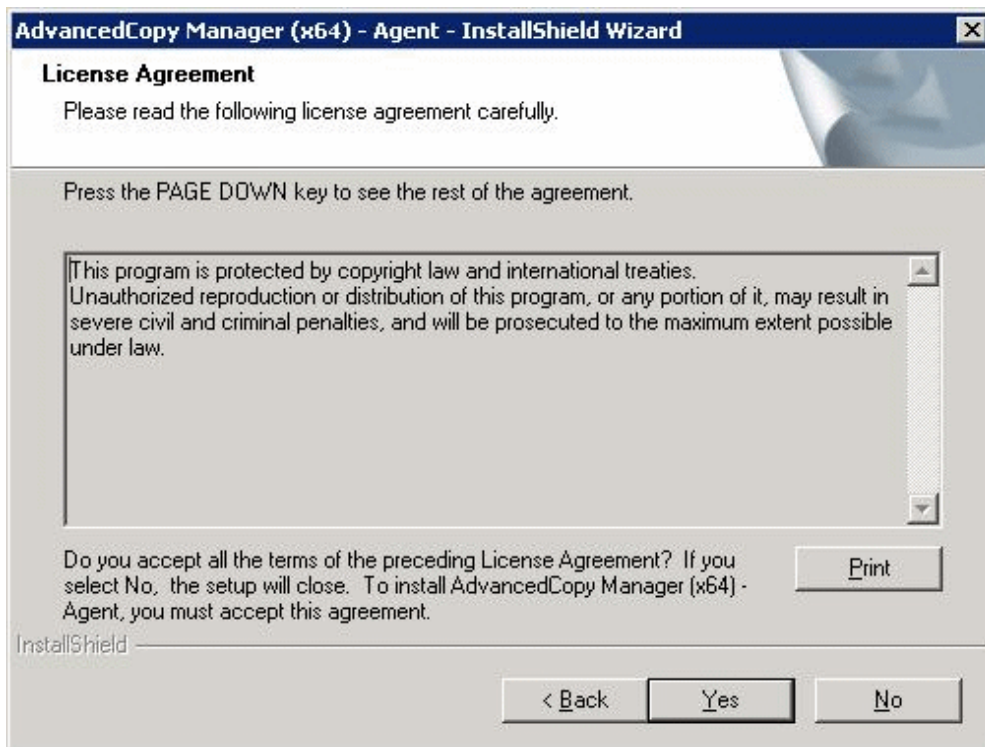 AdvancedCopy Manager (x64) - Agent - InstallShield Wizard
License Agreement
Please read the following license agreement carefully.
Press the PAGE DOWN key to see the rest of the agreement.
This program is protected by copyright law and international treaties.
Unauthorized reproduction or distribution of this program, or any portion of it, may result in
severe civil and criminal penalties, and will be prosecuted to the maximum extent possible
under law.
Do you accept all the terms of the preceding License Agreement? If you
select No, the setup will close. To install AdvancedCopy Manager (x64) -
Agent, you must accept this agreement.
Print
InstallShield
< Back
Yes
No